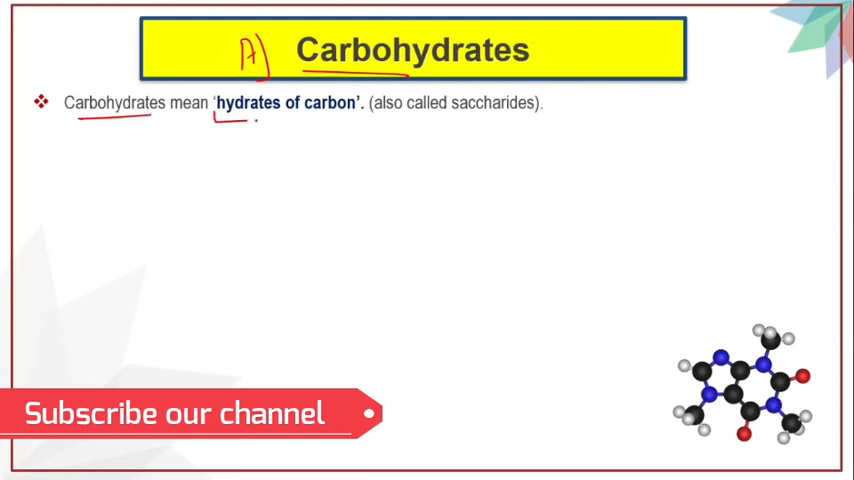 A) Carbohydrates
Carbohydrates mean ‘hydrates of carbon’. (also called saccharides).
Subscribe our channel